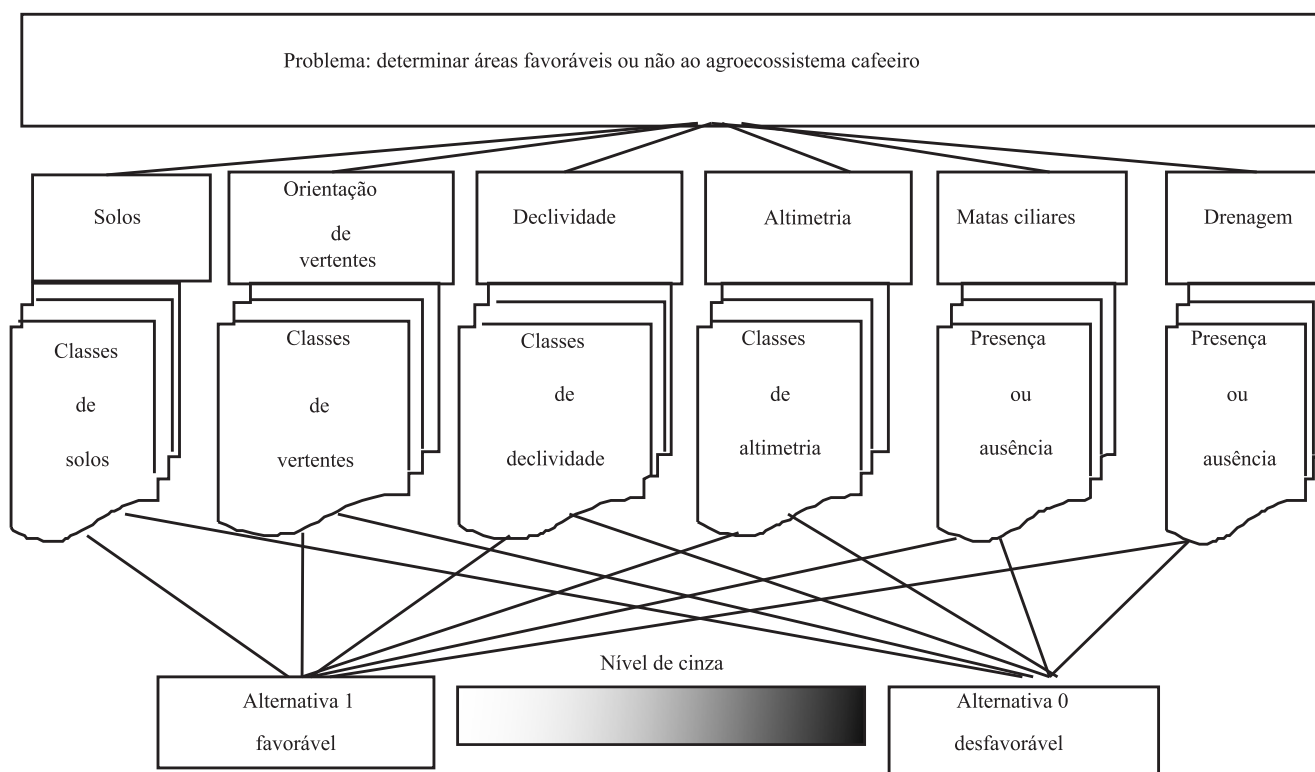 Problema: determinar áreas favoráveis ou não ao agroecossistema cafeeiro
Solos
Orientação
de
vertentes
Declividade
Altimetria
Matas ciliares
Drenagem
Classes
de
solos
Classes
de
vertentes
Classes
de
declividade
Classes
de
altimetria
Presença
ou
ausência
Presença
ou
ausência
Nível de cinza
Alternativa 1
favorável
Alternativa 0
desfavorável